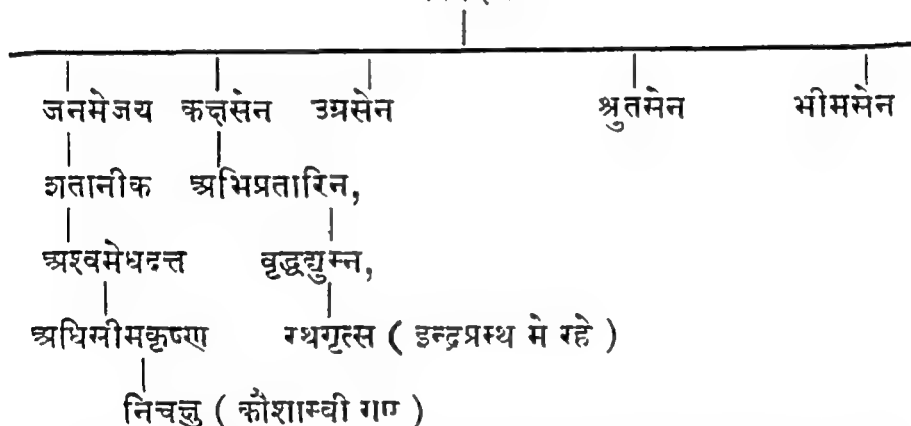 जनमेजय कक्षसेन उग्रसेन श्रुतसेन भीमसेन
शतानीक अभिप्रतारिन,
अश्वमेधदत्त वृद्धद्युम्न,
अधिसीमकृष्ण रथगृत्स ( इन्द्रप्रस्थ मे रहे )
निचक्षु ( कौशाम्बी गए )